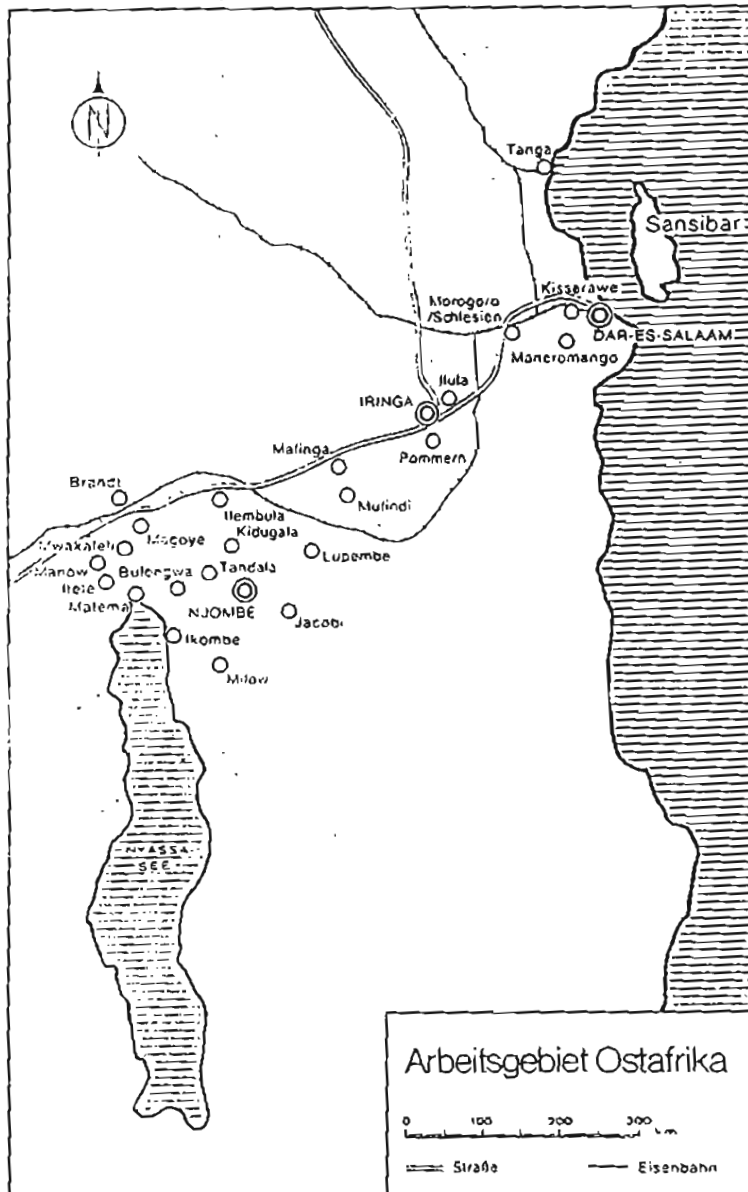 N
Tanga
Sansibar
Kisserawe
Morogoro
/Schlesien
DAR-ES-SALAAM
Maneromango
Ilula
IRINGA
Pommern
Mafinga
Brandt
Mufindi
Ilembula
Kidugala
Magoye
Mwakaleli
Lupembe
Manow
Bulongwa
Tandala
Itete
Matema
NJOMBE
Jacobi
Ikombe
Milow
NYASSA
SEE
Arbeitsgebiet Ostafrika
0 100 200 300 km
Straße Eisenbahn